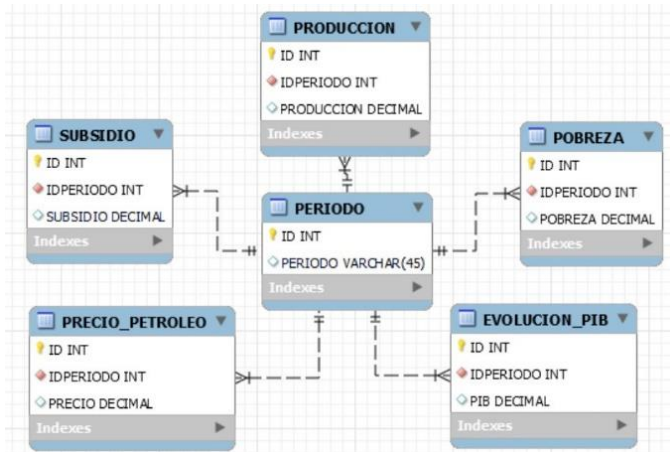 PRODUCCION
ID INT
IDPERIODO INT
PRODUCCION DECIMAL
Indexes
SUBSIDIO
ID INT
IDPERIODO INT
SUBSIDIO DECIMAL
Indexes
POBREZA
ID INT
IDPERIODO INT
POBREZA DECIMAL
Indexes
PERIODO
ID INT
PERIODO VARCHAR(45)
Indexes
PRECIO_PETROLEO
ID INT
IDPERIODO INT
PRECIO DECIMAL
Indexes
EVOLUCION_PIB
ID INT
IDPERIODO INT
PIB DECIMAL
Indexes